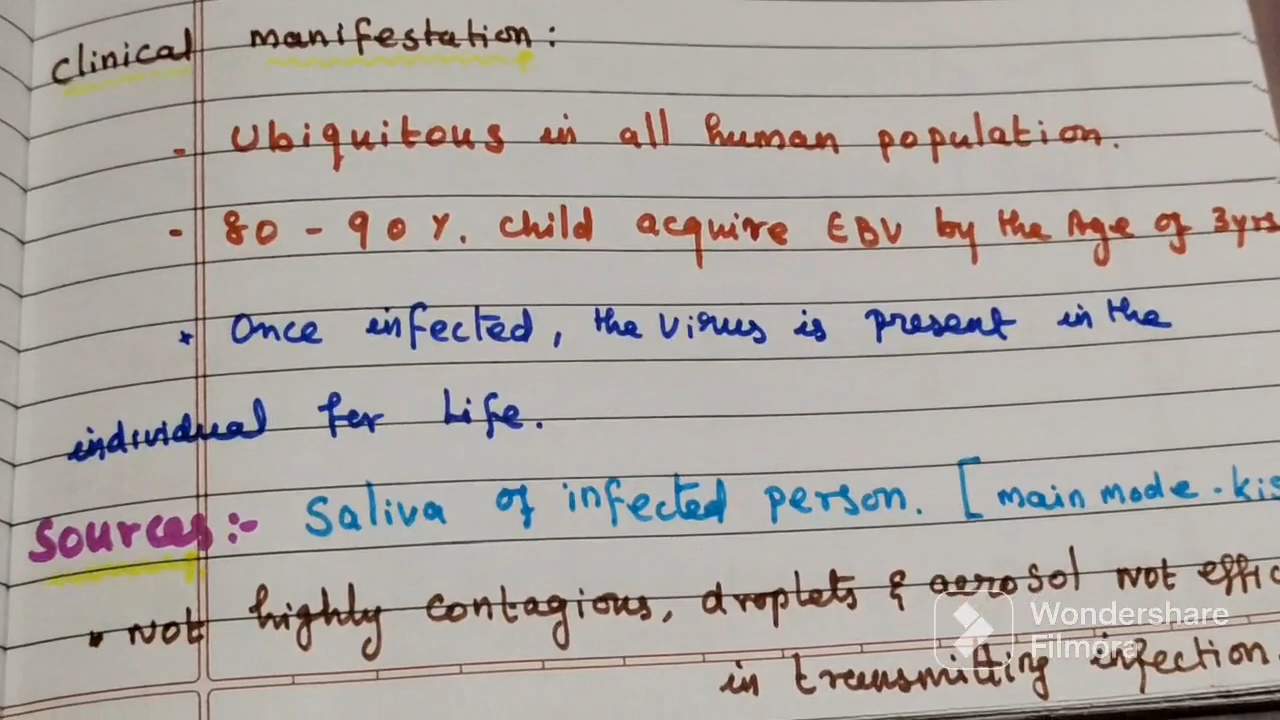 clinical manifestation:
- Ubiquitous in all human population.
- 80-90%. child acquire EBV by the Age of 3yrs
* Once infected, the virus is present in the
individual for Life.
Sources:- Saliva of infected person. [main mode. kis
• Not highly contagious, droplets & aerosol not effic
in transmitting infection.
Wondershare
Filmora